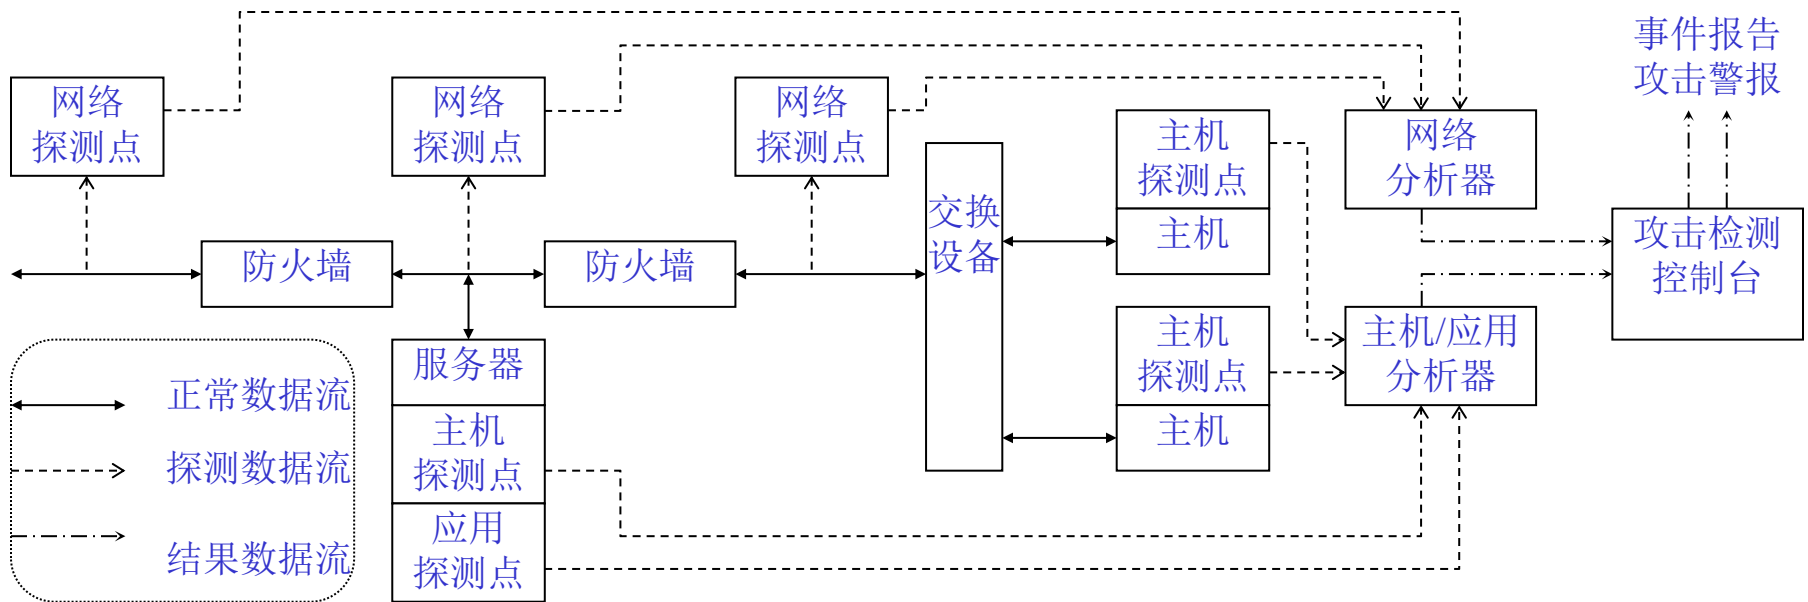 事件报告
攻击警报
网络
探测点
网络
探测点
网络
探测点
主机
探测点
主机
网络
分析器
交换
设备
攻击检测
控制台
防火墙
防火墙
主机
探测点
主机
主机/应用
分析器
服务器
主机
探测点
应用
探测点
正常数据流
探测数据流
结果数据流